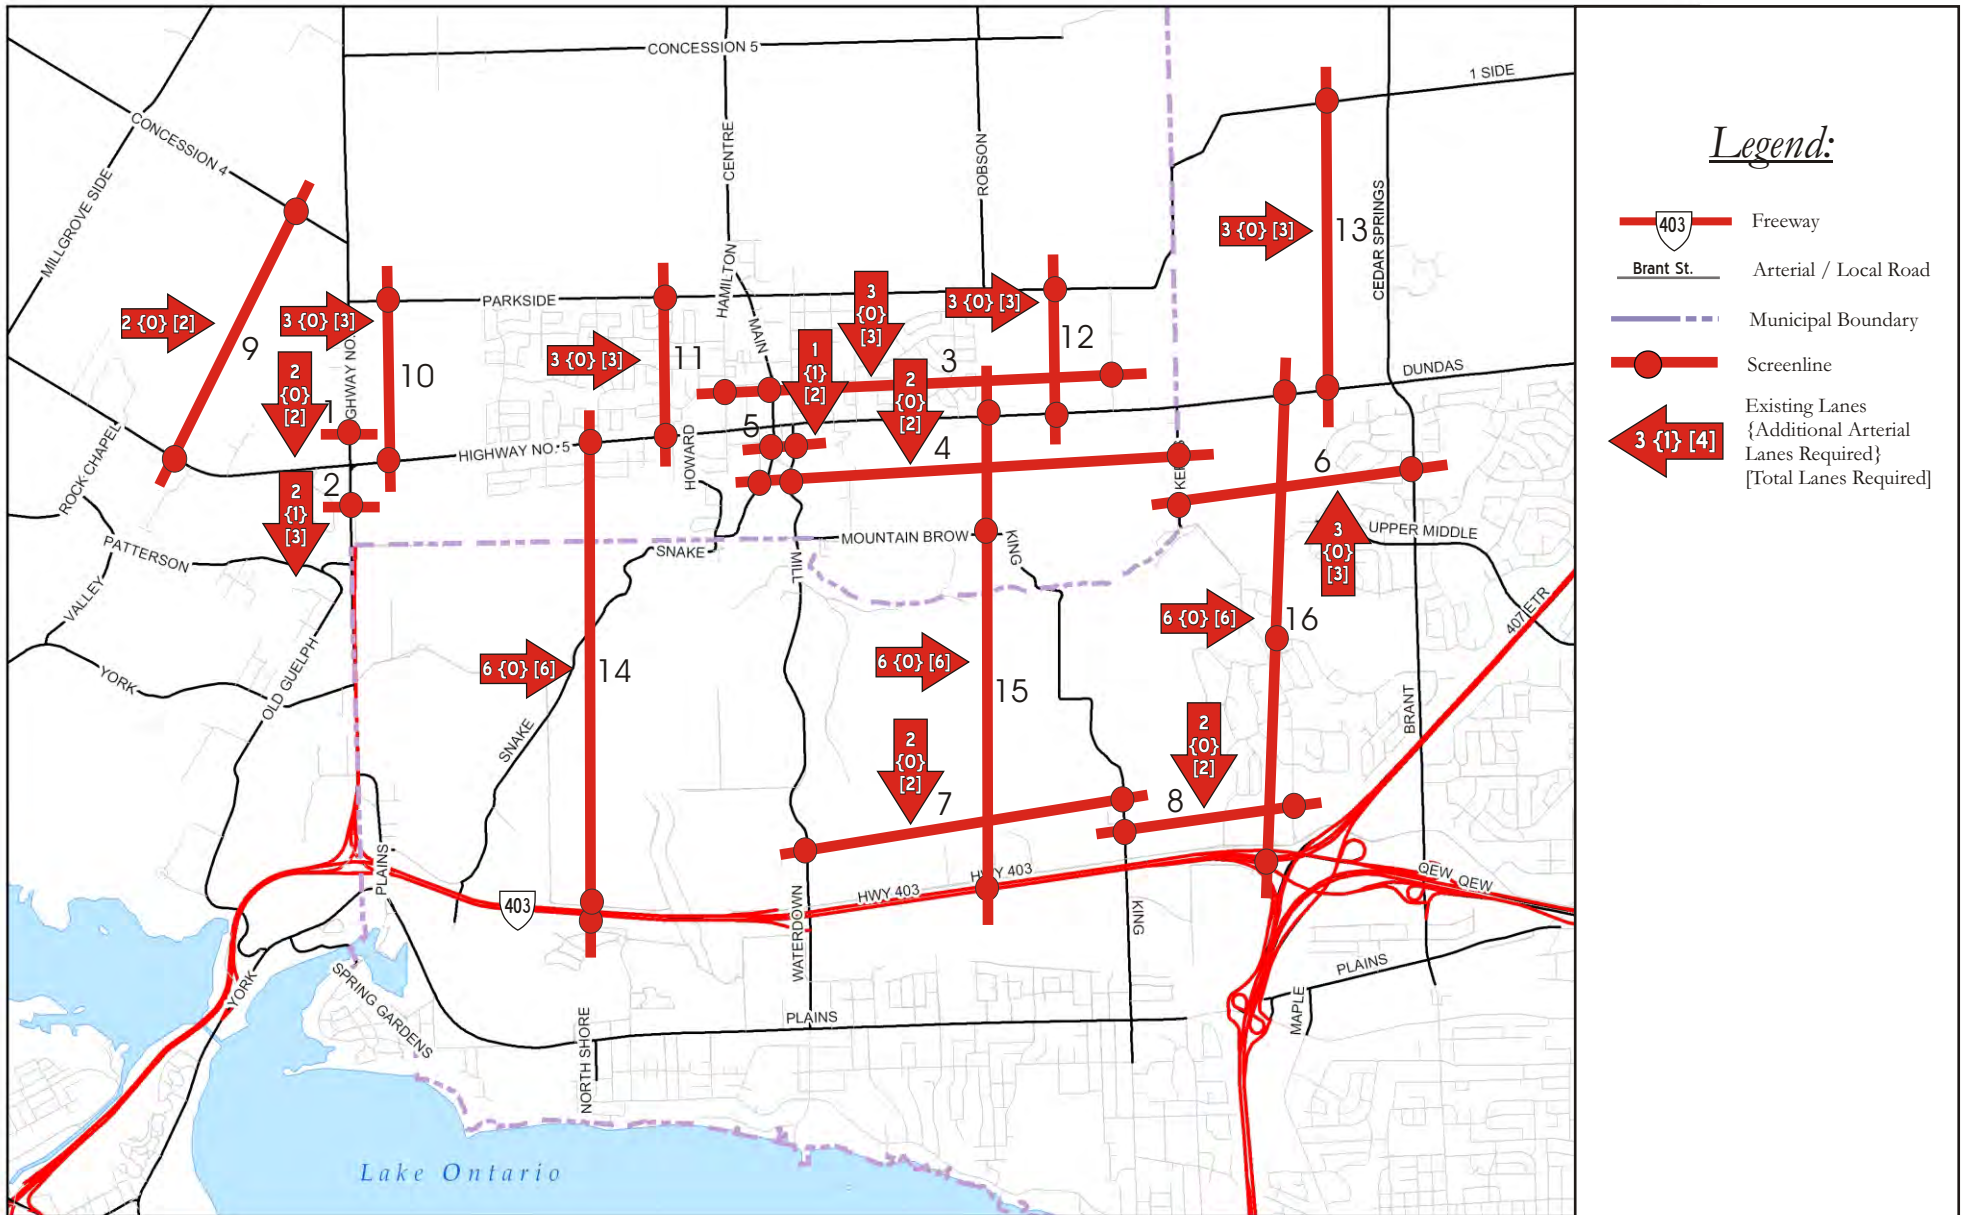 CONCESSION 5
1 SIDE
CONCESSION 4
MILLGROVE SIDE
CENTRE
HAMILTON
ROBSON
CEDAR SPRINGS
3 {0} [3]
13
2 {0} [2]
9
3 {0} [3]
HIGHWAY NO.
10
PARKSIDE
MAIN
3 {0} [3]
11
3
{0}
[3]
3 {0} [3]
12
3
1
{1}
[2]
2
{0}
[2]
DUNDAS
2
{0}
[2]
1
5
4
HIGHWAY NO. 5
HOWARD
ROCK CHAPEL
2
2
{1}
[3]
6
3
{0}
[3]
UPPER MIDDLE
MOUNTAIN BROW
KING
SNAKE
MILL
PATTERSON
VALLEY
YORK
OLD GUELPH
6 {0} [6]
14
SNAKE
6 {0} [6]
15
6 {0} [6]
16
407 ETR
BRANT
2
{0}
[2]
7
2
{0}
[2]
8
PLAINS
403
HWY 403
HWY 403
QEW QEW
WATERDOWN
KING
YORK
SPRING GARDENS
PLAINS
NORTH SHORE
PLAINS
MAPLE
Lake Ontario
Legend:
403
Freeway
Brant St.
Arterial / Local Road
Municipal Boundary
Screenline
3 {1} [4]
Existing Lanes
{Additional Arterial
Lanes Required}
[Total Lanes Required]